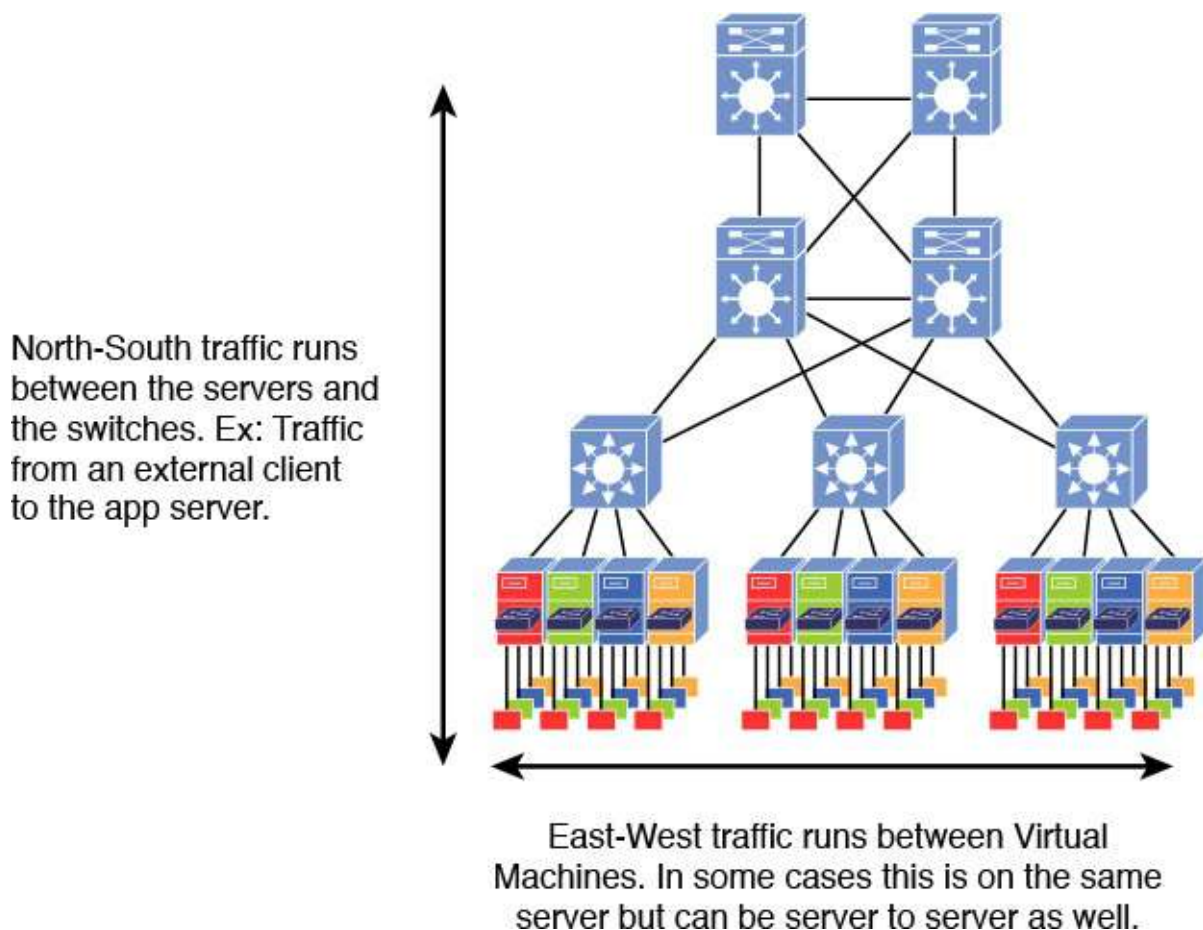 North-South traffic runs
between the servers and
the switches. Ex: Traffic
from an external client
to the app server.
East-West traffic runs between Virtual
Machines. In some cases this is on the same
server but can be server to server as well.